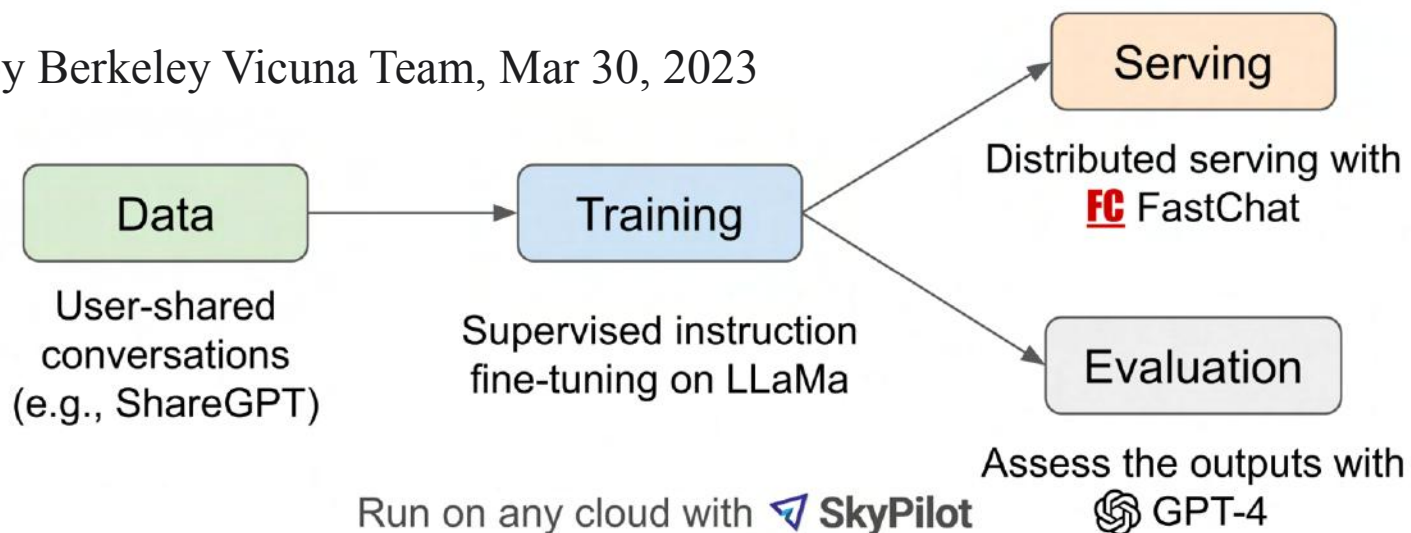 y Berkeley Vicuna Team, Mar 30, 2023
Data
User-shared
conversations
(e.g., ShareGPT)
Training
Supervised instruction
fine-tuning on LLaMa
Serving
Distributed serving with
FC FastChat
Evaluation
Assess the outputs with
GPT-4
Run on any cloud with SkyPilot